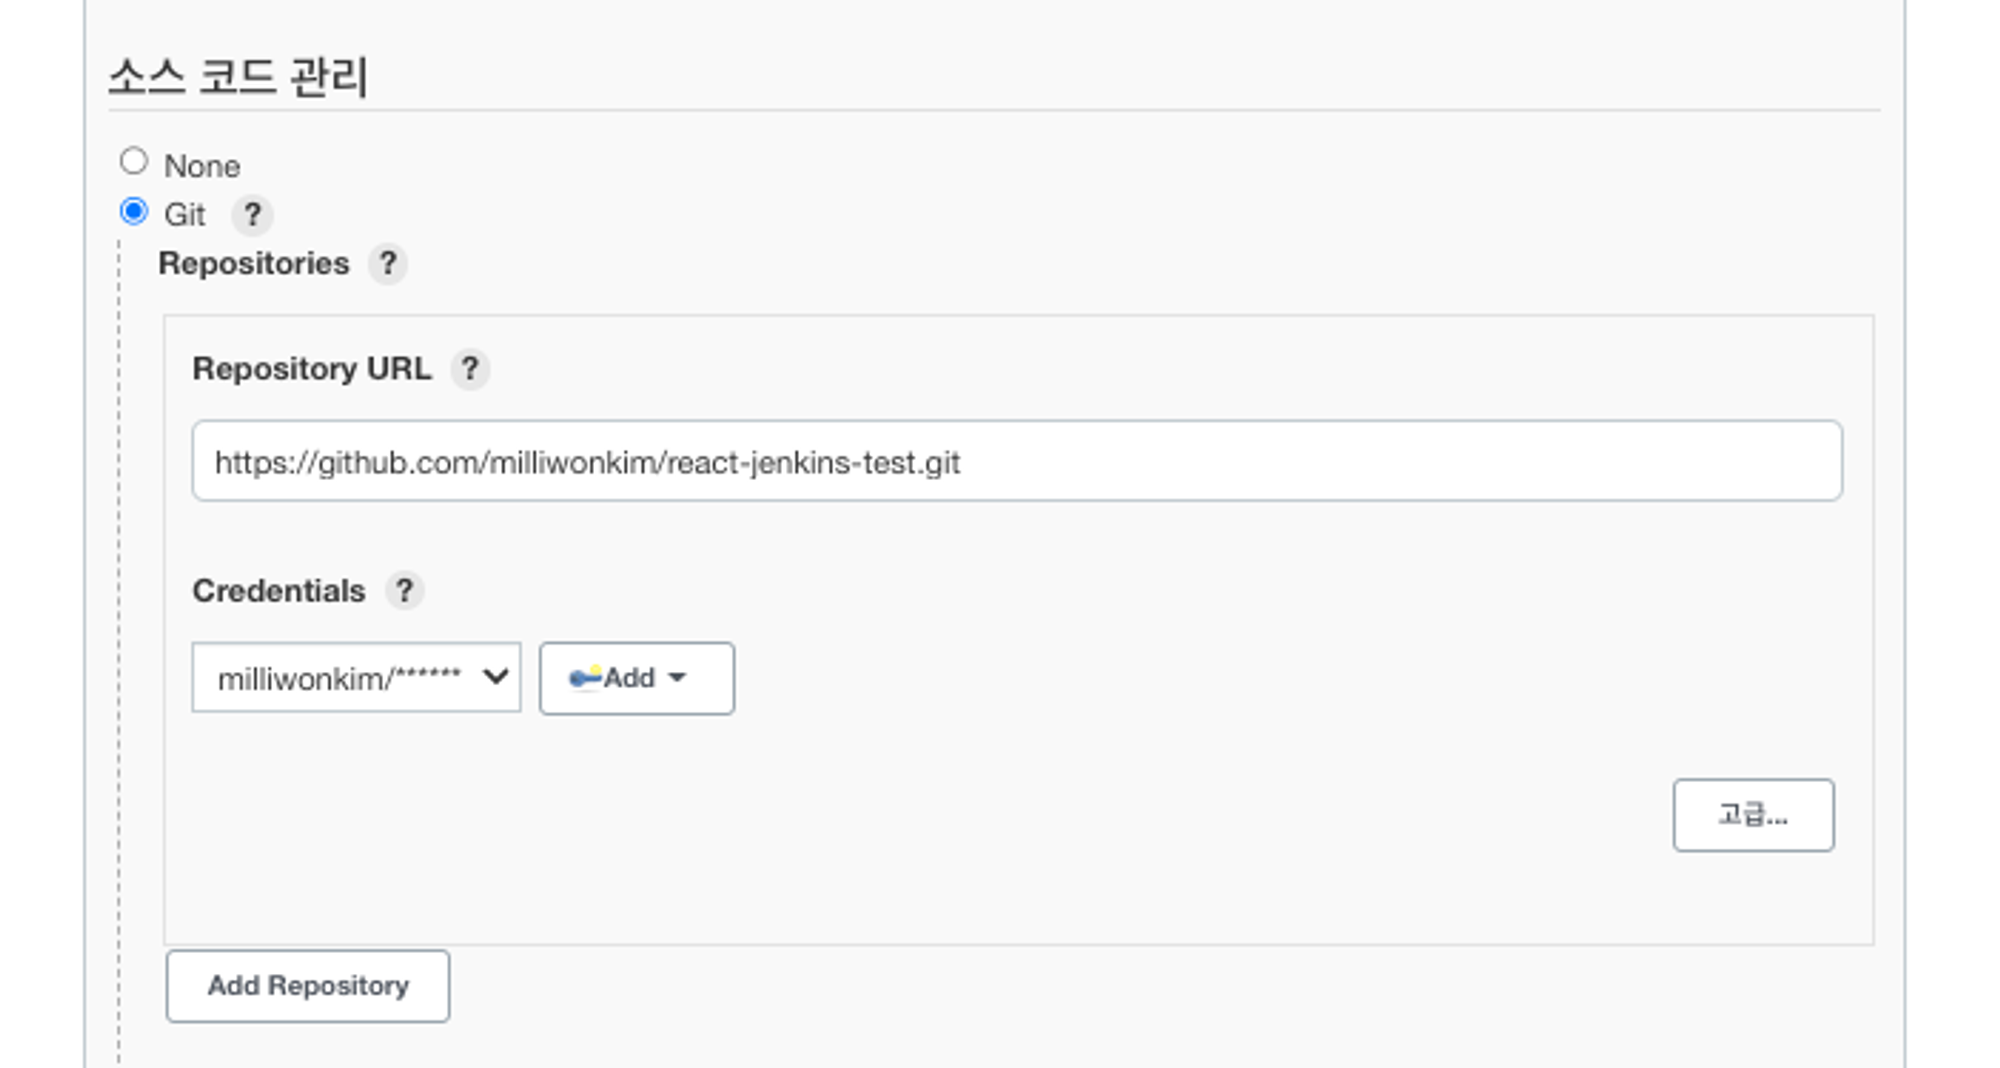 소스 코드 관리
None
Git ?
Repositories ?
Repository URL ?
https://github.com/milliwonkim/react-jenkins-test.git
Credentials ?
milliwonkim/****** Add
고급...
Add Repository